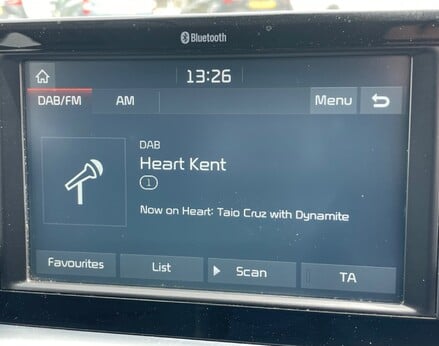 Bluetooth
13:26
DAB/FM
AM
Menu
DAB
Heart Kent
1
Now on Heart: Taio Cruz with Dynamite
Favourites
List
Scan
TA